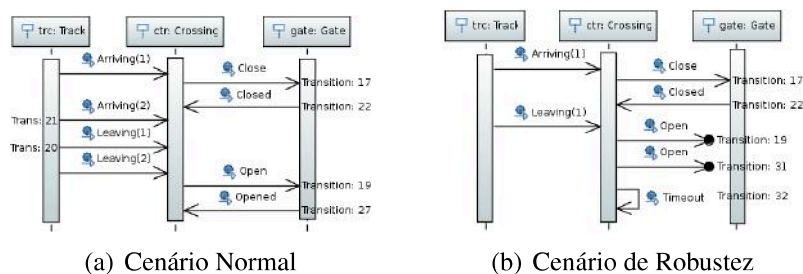 trc: Track
ctr: Crossing
gate: Gate
Arriving(1)
Close
Transition: 17
Closed
Transition: 22
Arriving(2)
Trans: 21
Leaving(1)
Trans: 20
Leaving(2)
Open
Transition: 19
Opened
Transition: 27
(a) Cenário Normal
trc: Track
ctr: Crossing
gate: Gate
Arriving(1]
Close
Transition: 17
Closed
Transition: 22
Leaving(1)
Open
Transition: 19
Open
Transition: 31
Timeout
Transition: 32
(b) Cenário de Robustez